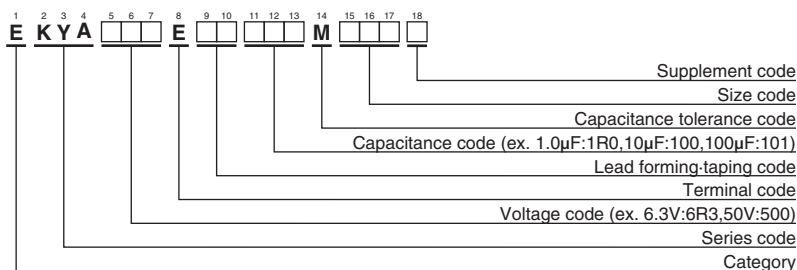 1 2 3 4 5 6 7 8 9 10 11 12 13 14 15 16 17 18
E K Y A □□□ E □□ □□□ M □□□ □
Supplement code
Size code
Capacitance tolerance code
Capacitance code (ex. 1.0μF:1R0,10μF:100,100μF:101)
Lead forming·taping code
Terminal code
Voltage code (ex. 6.3V:6R3,50V:500)
Series code
Category